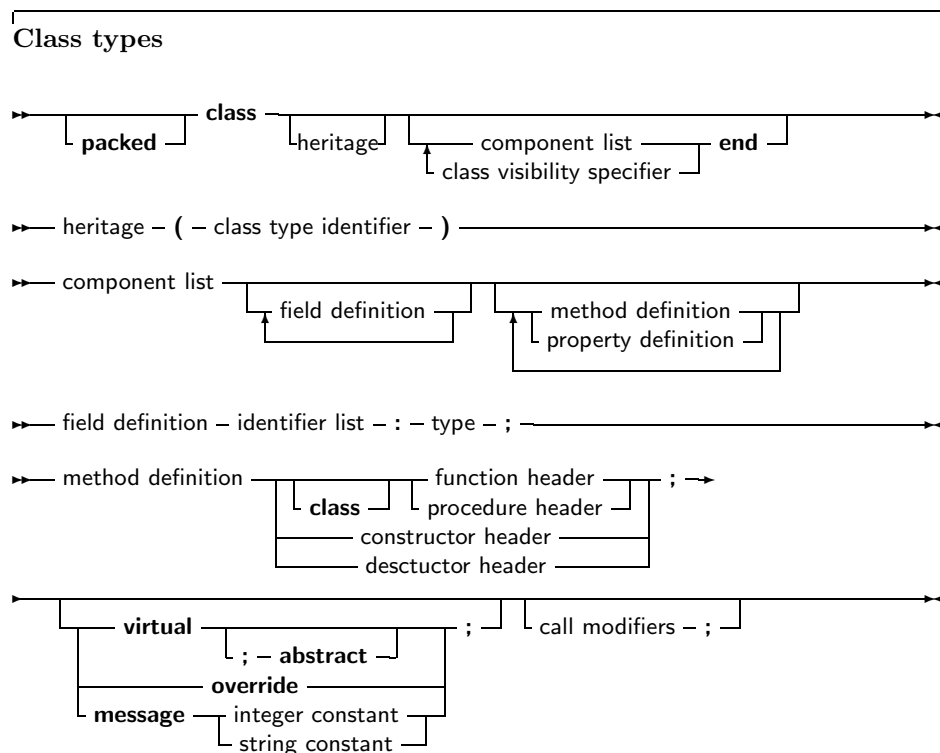 Class types
class
packed heritage component list end
class visibility specifier
heritage ( class type identifier )
component list
field definition method definition
property definition
field definition identifier list : type ;
method definition function header ;
class procedure header
constructor header
desctuctor header
virtual ; call modifiers ;
; abstract
override
message integer constant
string constant